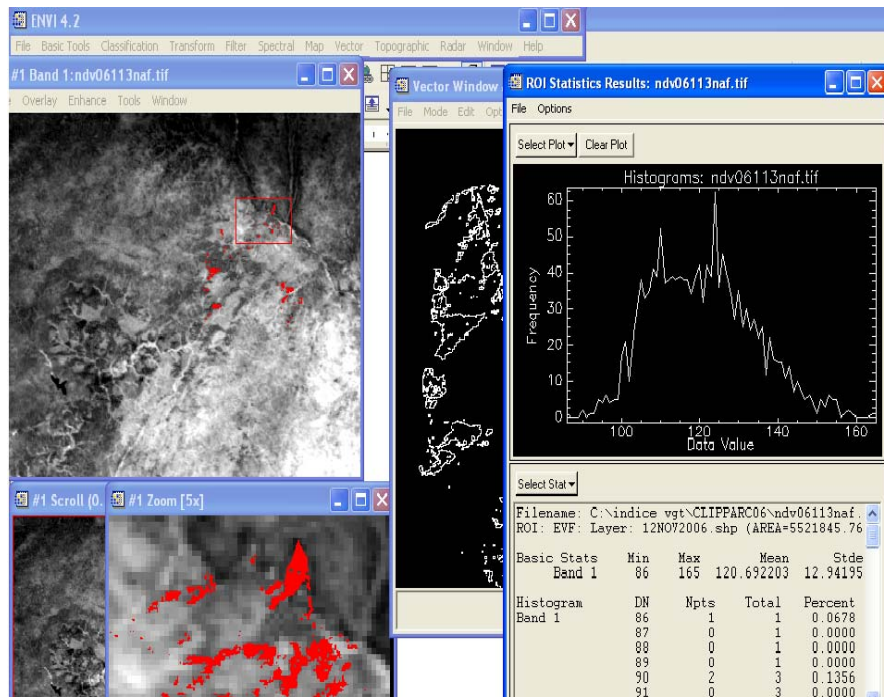 ENVI 4.2
File Basic Tools Classification Transform Filter Spectral Map Vector Topographic Radar Window Help
#1 Band 1:ndv06113naf.tif
Overlay Enhance Tools Window
Vector Window
File Mode Edit
ROI Statistics Results: ndv06113naf.tif
File Options
Select Plot Clear Plot
Histograms: ndv06113naf.tif
Frequency
60
50
40
30
20
10
0
100 120 140 160
Data Value
#1 Scroll (0.
#1 Zoom [5x]
Select Stat
Filename: C:\indice vgt\CLIPPARC06\ndv06113naf.
ROI: EVF: Layer: 12NOV2006.shp (AREA=5521845.76
Basic Stats Min Max Mean Stde
Band 1 86 165 120.692203 12.94195
Histogram DN Npts Total Percent
Band 1 86 1 1 0.0678
87 0 1 0.0000
88 0 1 0.0000
89 0 1 0.0000
90 2 3 0.1356
91 0 3 0.0000